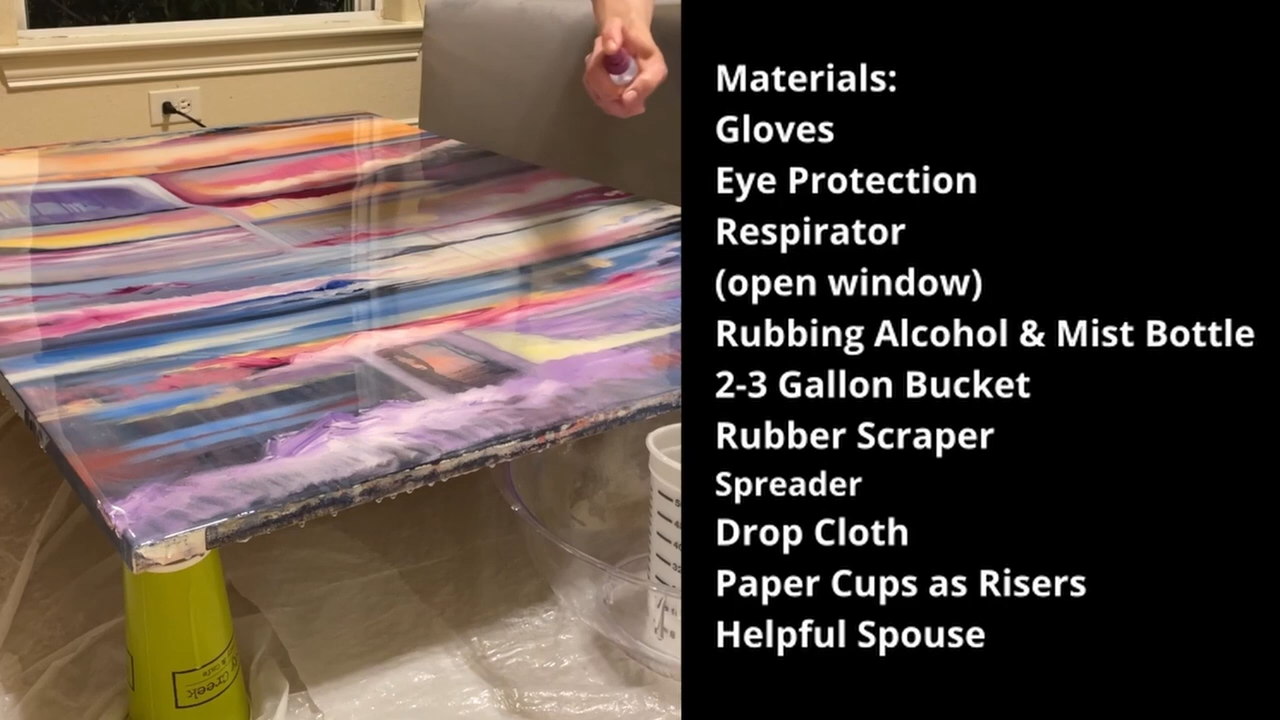 Materials:
Gloves
Eye Protection
Respirator
(open window)
Rubbing Alcohol & Mist Bottle
2-3 Gallon Bucket
Rubber Scraper
Spreader
Drop Cloth
Paper Cups as Risers
Helpful Spouse